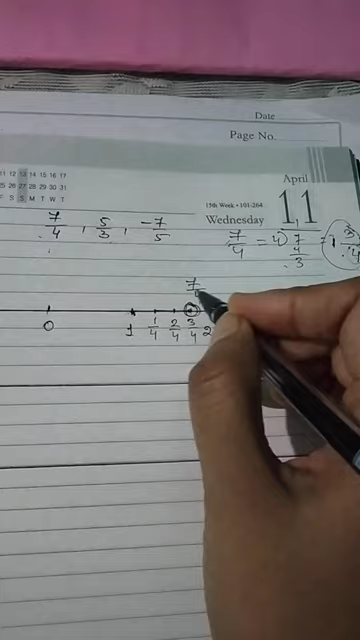 Date
Page No.
11 12 13 14 15 16 17
25 26 27 28 29 30 31
S F S S M T W T
April
15th Week • 101-264
Wednesday 11
7/4 , 5/3 , -7/5
7/4 = 4) 7 1
4
3
= 1 3/4
7
0 1 1/4 2/4 3/4 2